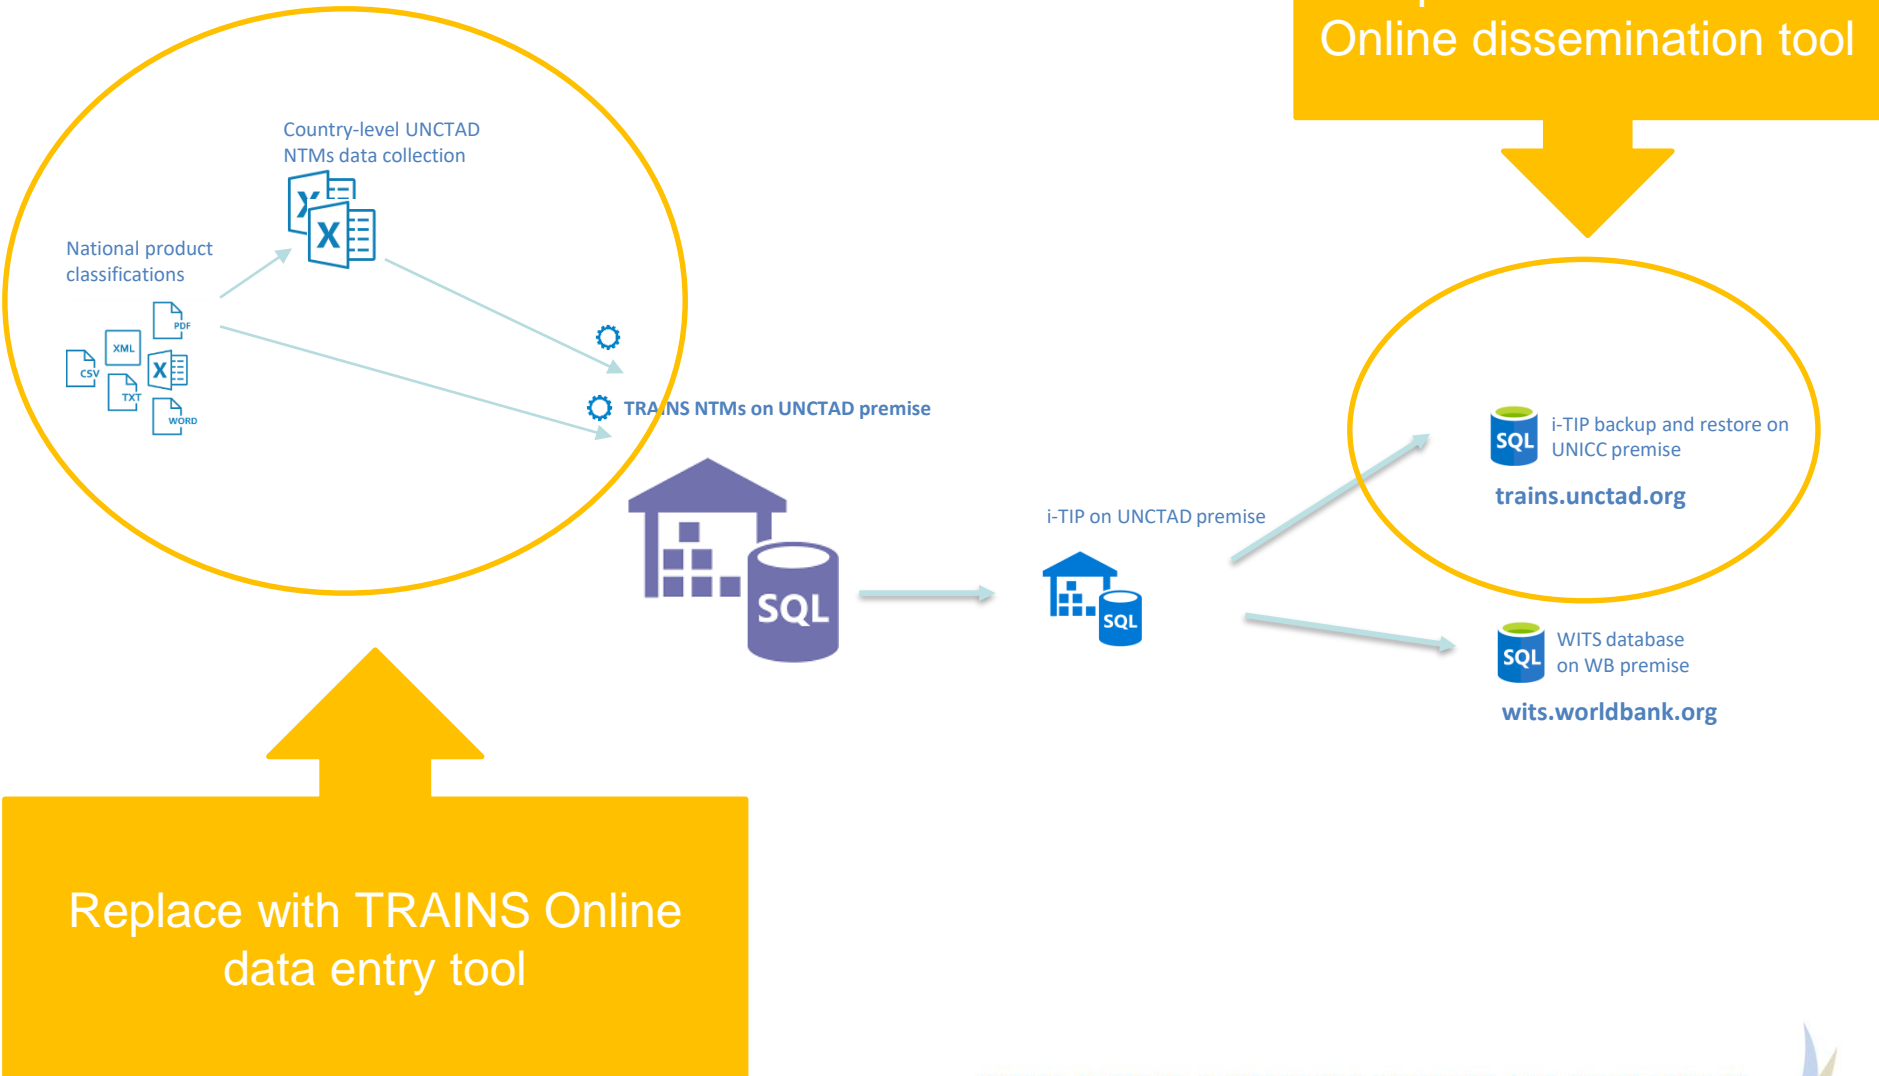 Online dissemination tool
Country-level UNCTAD
NTMs data collection
X
X
National product
classifications
PDF
XML
CSV
X
TXT
WORD
TRAINS NTMs on UNCTAD premise
SQL
i-TIP on UNCTAD premise
SQL
SQL
i-TIP backup and restore on
UNICC premise
trains.unctad.org
SQL
WITS database
on WB premise
wits.worldbank.org
Replace with TRAINS Online
data entry tool